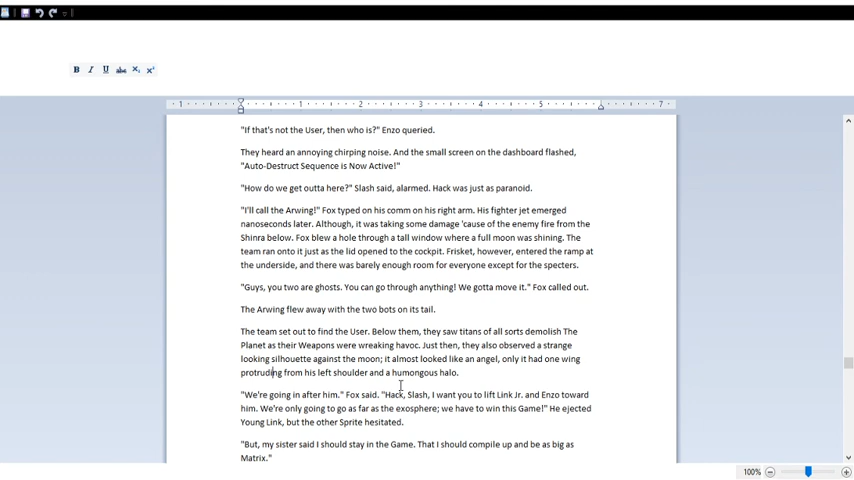 B I U abc X₂ X²
1 1 2 3 4 5 7
"If that's not the User, then who is?" Enzo queried.
They heard an annoying chirping noise. And the small screen on the dashboard flashed,
"Auto-Destruct Sequence is Now Active!"
"How do we get outta here?" Slash said, alarmed. Hack was just as paranoid.
"I'll call the Arwing!" Fox typed on his comm on his right arm. His fighter jet emerged
nanoseconds later. Although, it was taking some damage 'cause of the enemy fire from the
Shinra below. Fox blew a hole through a tall window where a full moon was shining. The
team ran onto it just as the lid opened to the cockpit. Frisket, however, entered the ramp at
the underside, and there was barely enough room for everyone except for the specters.
"Guys, you two are ghosts. You can go through anything! We gotta move it." Fox called out.
The Arwing flew away with the two bots on its tail.
The team set out to find the User. Below them, they saw titans of all sorts demolish The
Planet as their Weapons were wreaking havoc. Just then, they also observed a strange
looking silhouette against the moon; it almost looked like an angel, only it had one wing
protruding from his left shoulder and a humongous halo.
"We're going in after him." Fox said. "Hack, Slash, I want you to lift Link Jr. and Enzo toward
him. We're only going to go as far as the exosphere; we have to win this Game!" He ejected
Young Link, but the other Sprite hesitated.
"But, my sister said I should stay in the Game. That I should compile up and be as big as
Matrix."
100%